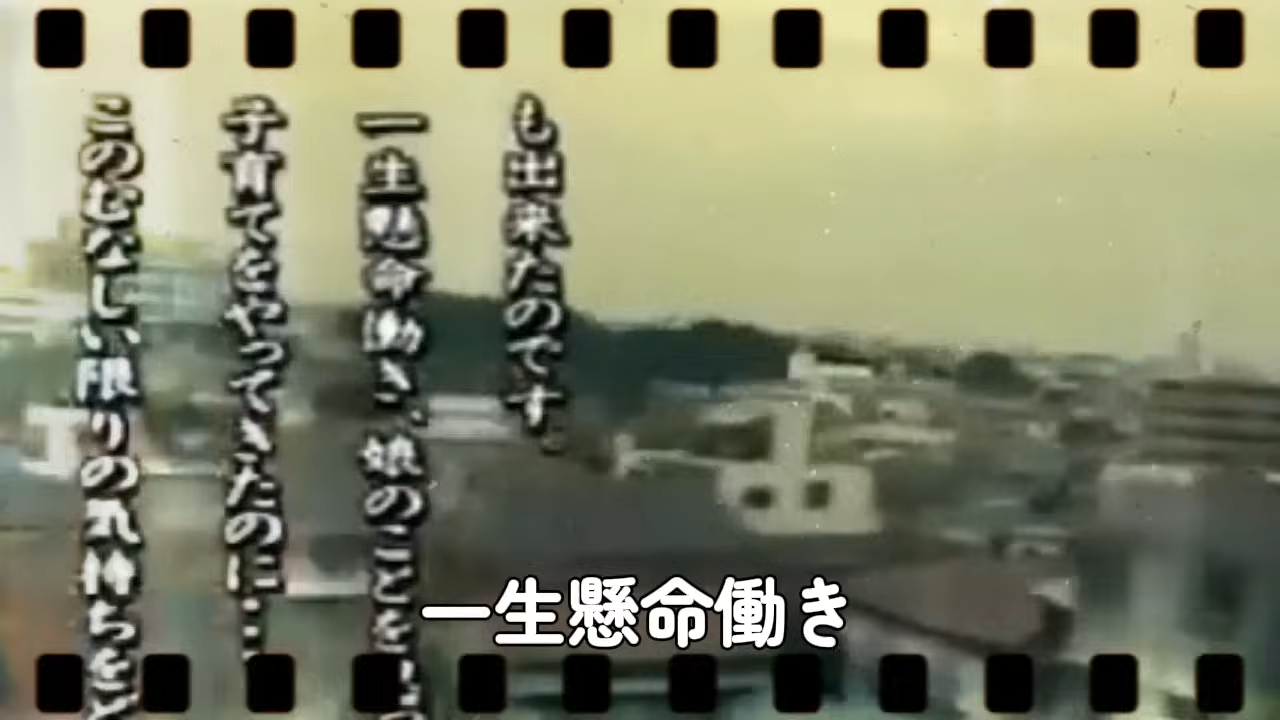 も出来たのです。
一生懸命働き、娘のことを
子育てをやってきたのに…
このむなしい限りの気持ちをど
一生懸命働き